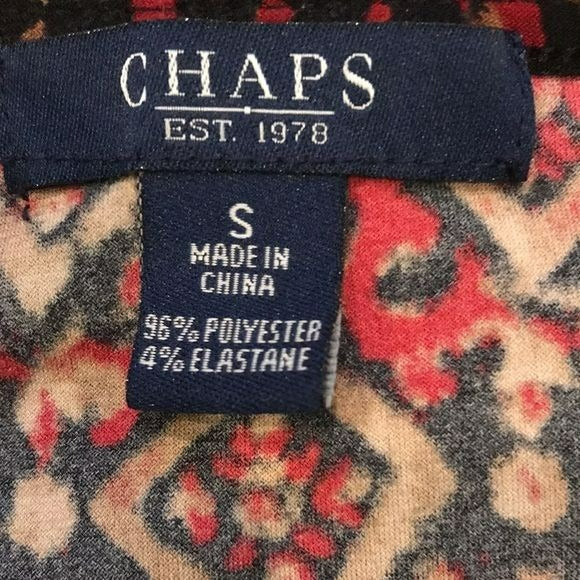 CHAPS
EST. 1978
S
MADE IN
CHINA
96% POLYESTER
4% ELASTANE